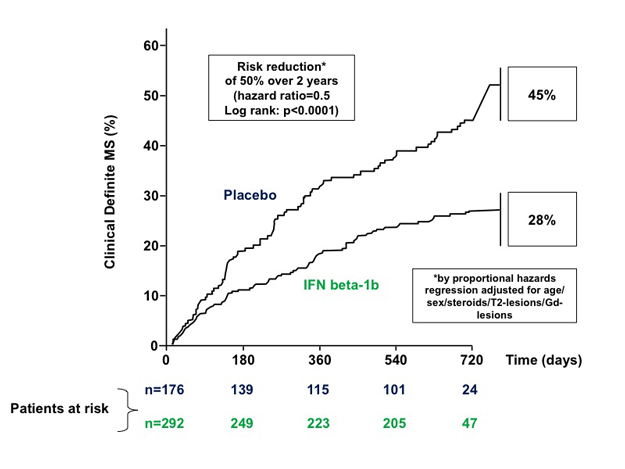 60
50
40
30
20
10
0
Clinical Definite MS (%)
Risk reduction*
of 50% over 2 years
(hazard ratio=0.5
Log rank: p<0.0001)
45%
Placebo
28%
IFN beta-1b
*by proportional hazards
regression adjusted for age/
sex/steroids/T2-lesions/Gd-
lesions
0 180 360 540 720 Time (days)
n=176 139 115 101 24
Patients at risk
n=292 249 223 205 47